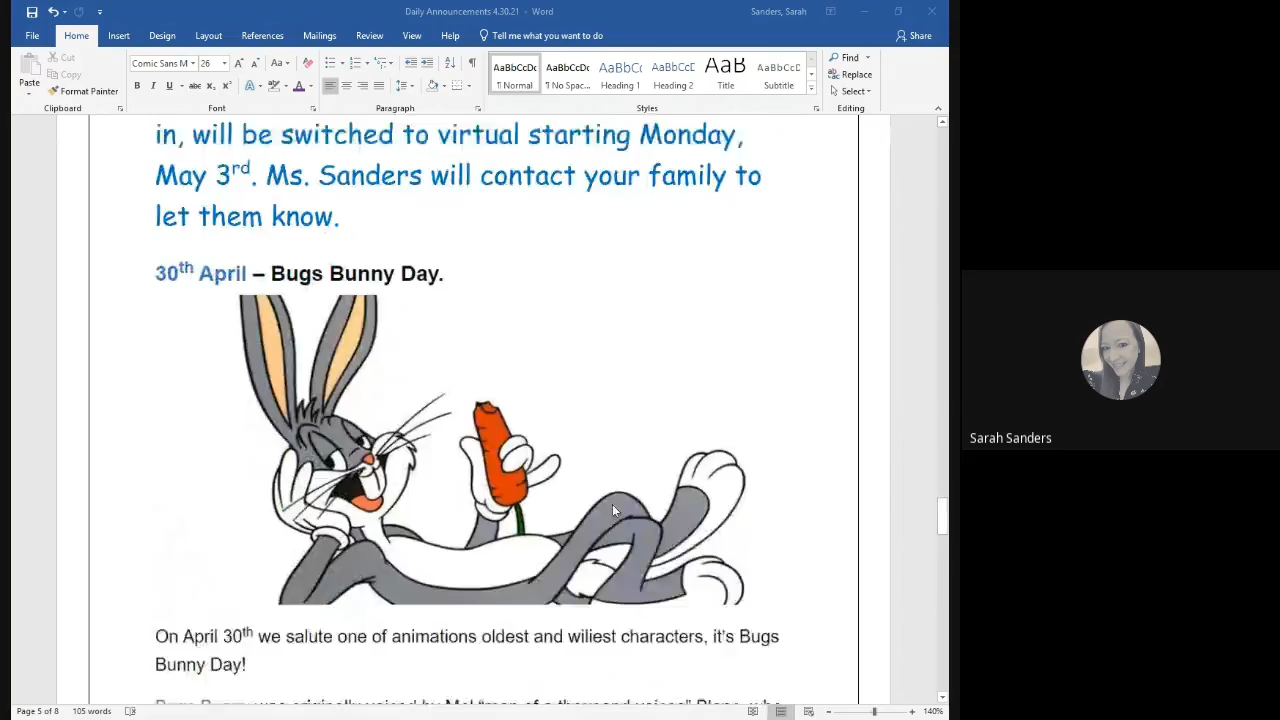 Daily Announcements 4.30.21 - Word
Sanders, Sarah
File Home Insert Design Layout References Mailings Review View Help Tell me what you want to do Share
Cut
Copy
Format Painter
Paste
Clipboard
Comic Sans M 26
Font
Paragraph
AaBbCcDc AaBbCcDc AaBbCc AaBbCcD AaB AaBbCcD
¶ Normal ¶ No Spac... Heading 1 Heading 2 Title Subtitle
Styles
Find
Replace
Select
Editing
in, will be switched to virtual starting Monday,
May 3rd. Ms. Sanders will contact your family to
let them know.
30th April – Bugs Bunny Day.
On April 30th we salute one of animations oldest and wiliest characters, it's Bugs
Bunny Day!
Sarah Sanders
Page 5 of 8 105 words
140%